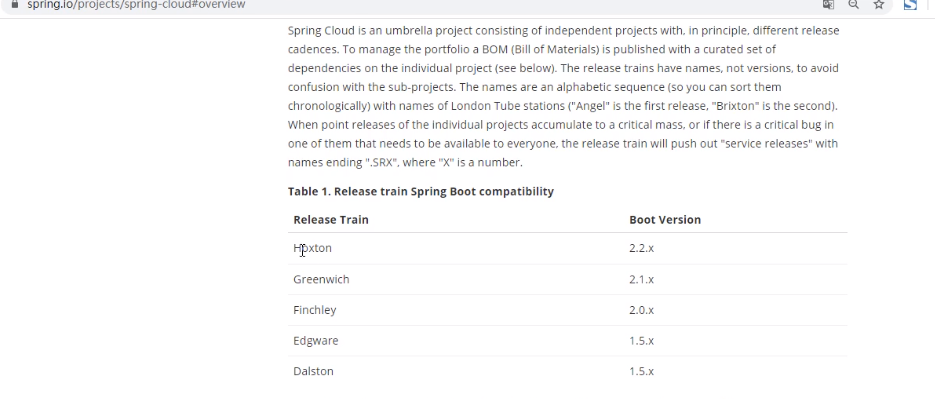 spring.io/projects/spring-cloud#overview
Spring Cloud is an umbrella project consisting of independent projects with, in principle, different release
cadences. To manage the portfolio a BOM (Bill of Materials) is published with a curated set of
dependencies on the individual project (see below). The release trains have names, not versions, to avoid
confusion with the sub-projects. The names are an alphabetic sequence (so you can sort them
chronologically) with names of London Tube stations ("Angel" is the first release, "Brixton" is the second).
When point releases of the individual projects accumulate to a critical mass, or if there is a critical bug in
one of them that needs to be available to everyone, the release train will push out "service releases" with
names ending ".SRX", where "X" is a number.
Table 1. Release train Spring Boot compatibility
Release Train Boot Version
Hoxton 2.2.x
Greenwich 2.1.x
Finchley 2.0.x
Edgware 1.5.x
Dalston 1.5.x